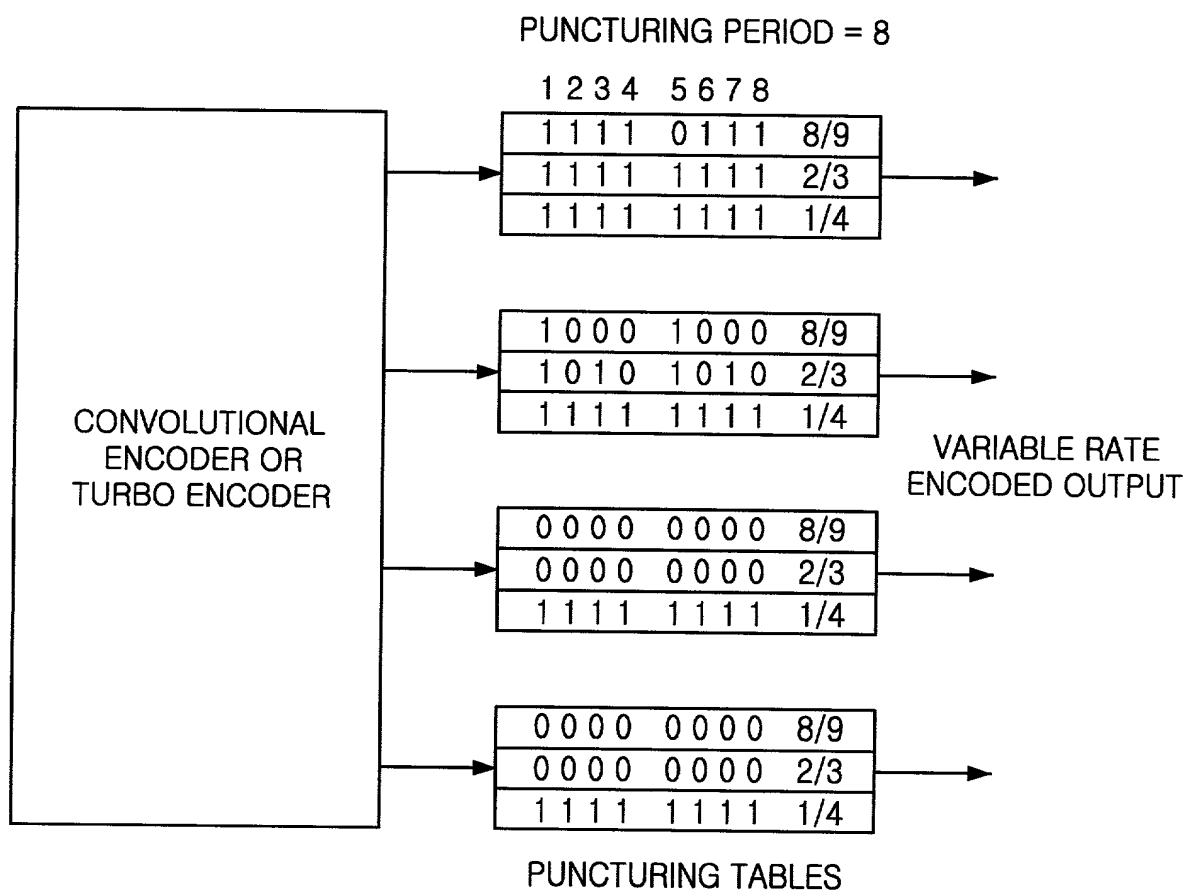 PUNCTURING PERIOD = 8
1 2 3 4 5 6 7 8
1 1 1 1 0 1 1 1 8/9
1 1 1 1 1 1 1 1 2/3
1 1 1 1 1 1 1 1 1/4
1 0 0 0 1 0 0 0 8/9
1 0 1 0 1 0 1 0 2/3
1 1 1 1 1 1 1 1 1/4
CONVOLUTIONAL
ENCODER OR
TURBO ENCODER
VARIABLE RATE
ENCODED OUTPUT
0 0 0 0 0 0 0 0 8/9
0 0 0 0 0 0 0 0 2/3
1 1 1 1 1 1 1 1 1/4
0 0 0 0 0 0 0 0 8/9
0 0 0 0 0 0 0 0 2/3
1 1 1 1 1 1 1 1 1/4
PUNCTURING TABLES